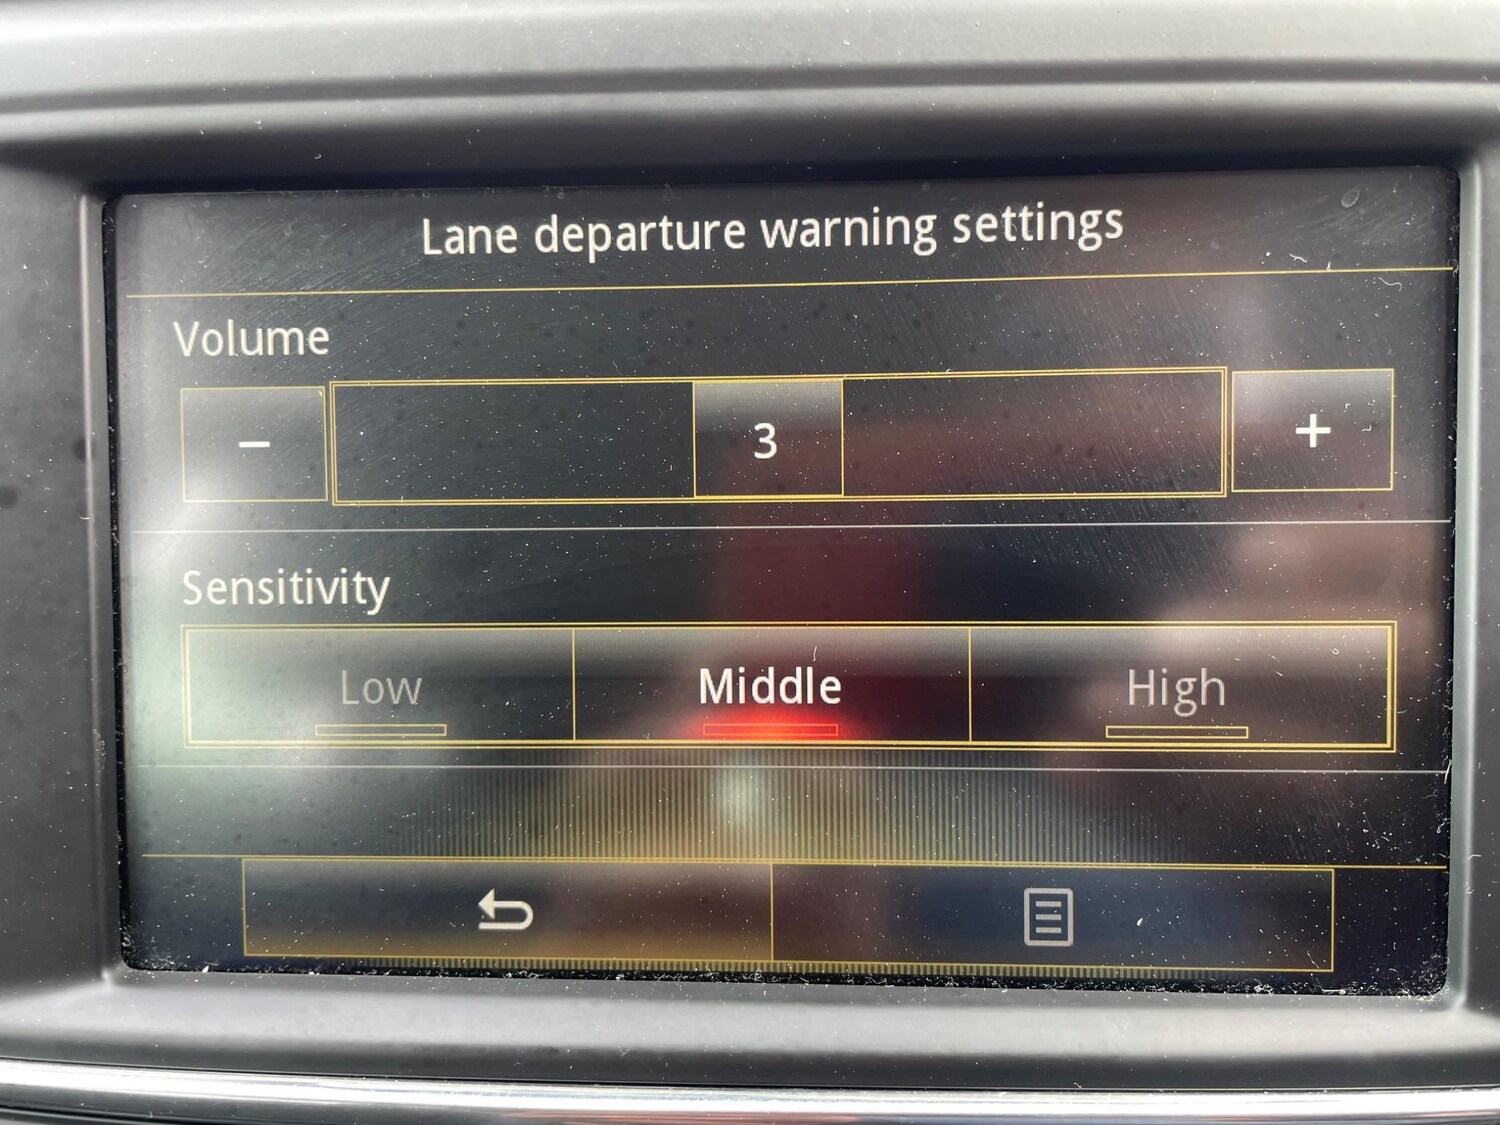 Lane departure warning settings
Volume
− 3 +
Sensitivity
Low Middle High